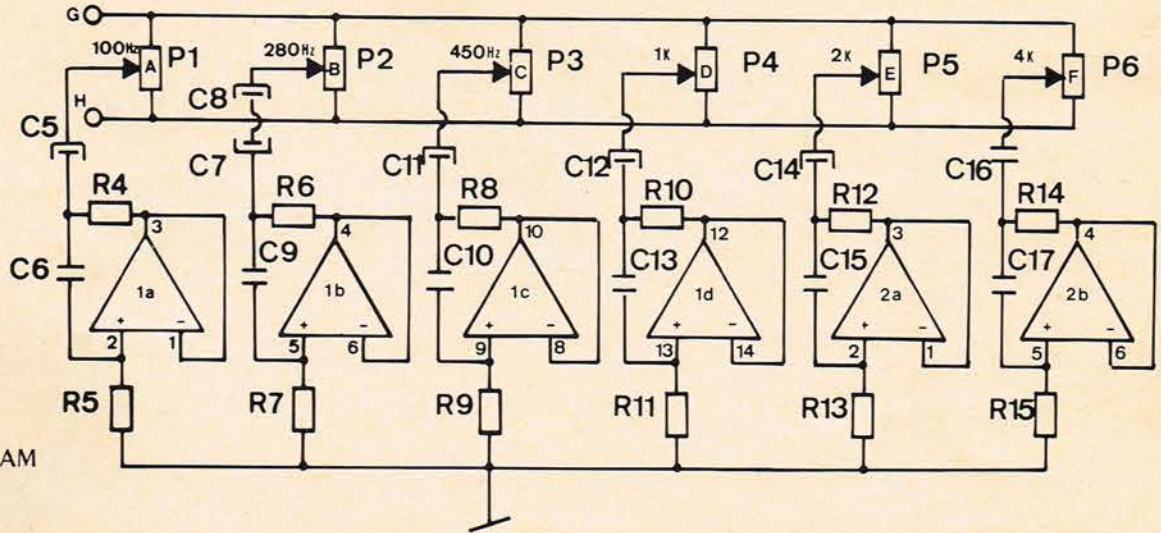 G
100Hz A P1 280Hz B P2 450Hz C P3 1K D P4 2K E P5 4K F P6
H
C5 C8 C7 C11 C12 C14 C16
R4 R6 R8 R10 R12 R14
3 4 10 12 3 4
C6 C9 C10 C13 C15 C17
1a 1b 1c 1d 2a 2b
+ - + - + - + - + - + -
2 1 5 6 9 8 13 14 2 1 5 6
R5 R7 R9 R11 R13 R15
AM